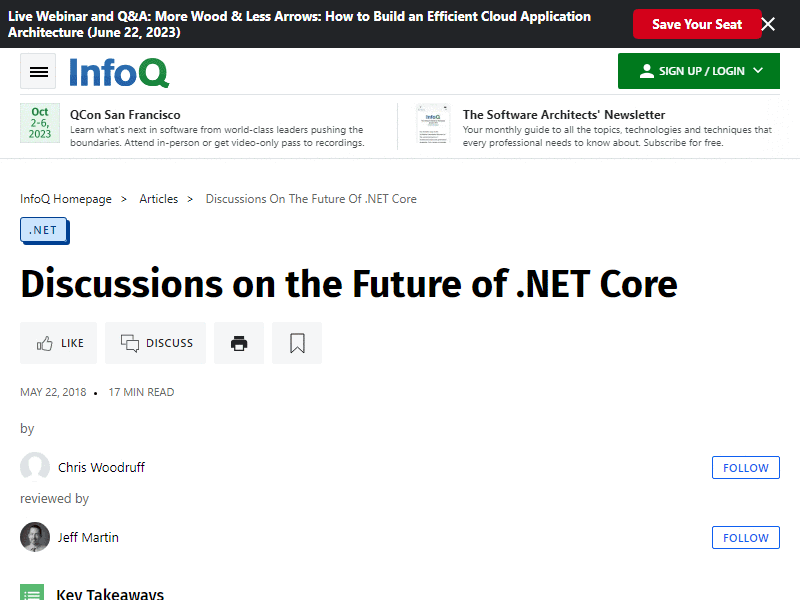 Live Webinar and Q&A: More Wood & Less Arrows: How to Build an Efficient Cloud Application
Architecture (June 22, 2023)
Save Your Seat
InfoQ
SIGN UP / LOGIN
Oct
2-6,
2023
QCon San Francisco
Learn what's next in software from world-class leaders pushing the
boundaries. Attend in-person or get video-only pass to recordings.
The Software Architects' Newsletter
Your monthly guide to all the topics, technologies and techniques that
every professional needs to know about. Subscribe for free.
InfoQ Homepage > Articles > Discussions On The Future Of .NET Core
.NET
Discussions on the Future of .NET Core
LIKE
DISCUSS
MAY 22, 2018 • 17 MIN READ
by
Chris Woodruff
FOLLOW
reviewed by
Jeff Martin
FOLLOW
Key Takeaways